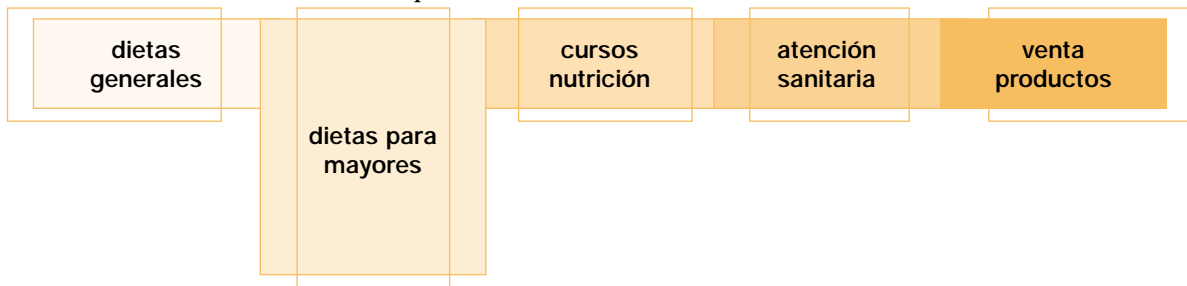 dietas
generales
dietas para
mayores
cursos
nutrición
atención
sanitaria
venta
productos